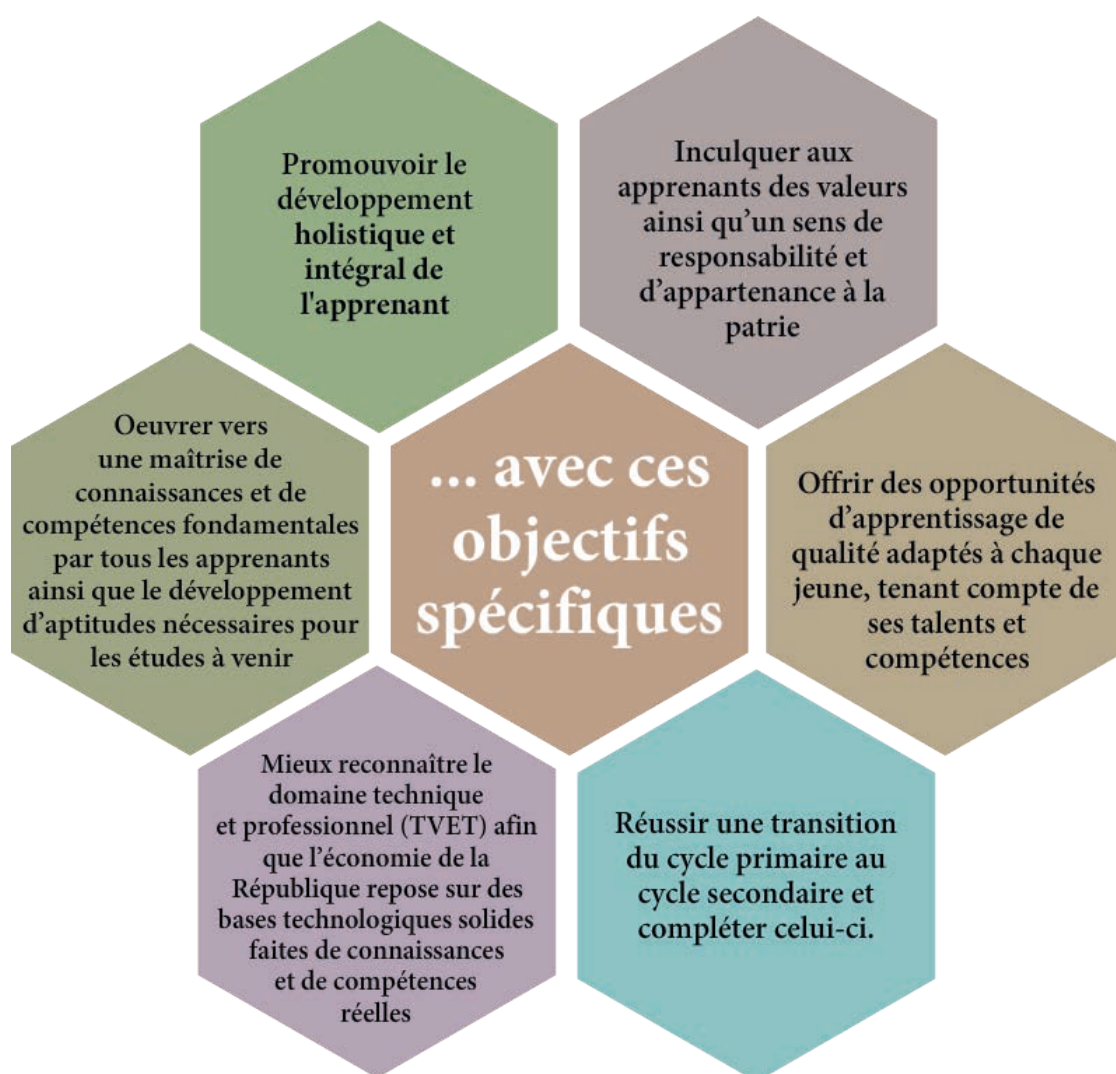 Promouvoir le
développement
holistique et
intégral de
l'apprenant
Inculquer aux
apprenants des valeurs
ainsi qu’un sens de
responsabilité et
d’appartenance à la
patrie
Oeuvrer vers
une maîtrise de
connaissances et de
compétences fondamentales
par tous les apprenants
ainsi que le développement
d’aptitudes nécessaires pour
les études à venir
... avec ces
objectifs
spécifiques
Offrir des opportunités
d’apprentissage de
qualité adaptés à chaque
jeune, tenant compte de
ses talents et
compétences
Mieux reconnaître le
domaine technique
et professionnel (TVET) afin
que l’économie de la
République repose sur des
bases technologiques solides
faites de connaissances
et de compétences
réelles
Réussir une transition
du cycle primaire au
cycle secondaire et
compléter celui-ci.